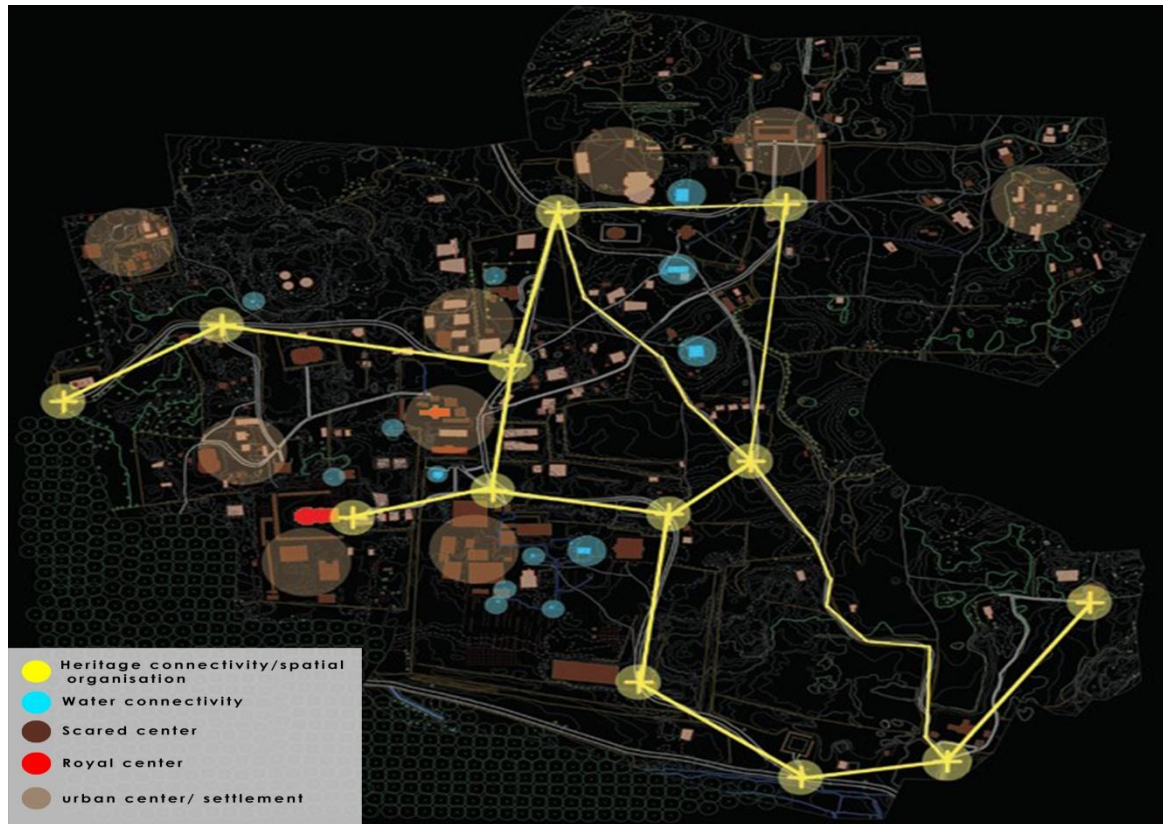 Heritage connectivity/spatial
organisation
Water connectivity
Scared center
Royal center
urban center/ settlement